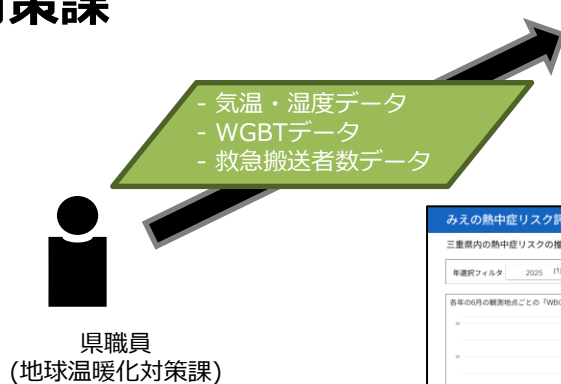 対策課
- 気温・湿度データ
- WGBTデータ
- 救急搬送者数データ
県職員
(地球温暖化対策課)
みえの熱中症リスク評
三重県内の熱中症リスクの推
年選択フィルタ : 2025 (1)
各年の6月の観測地点ごとの「WBG